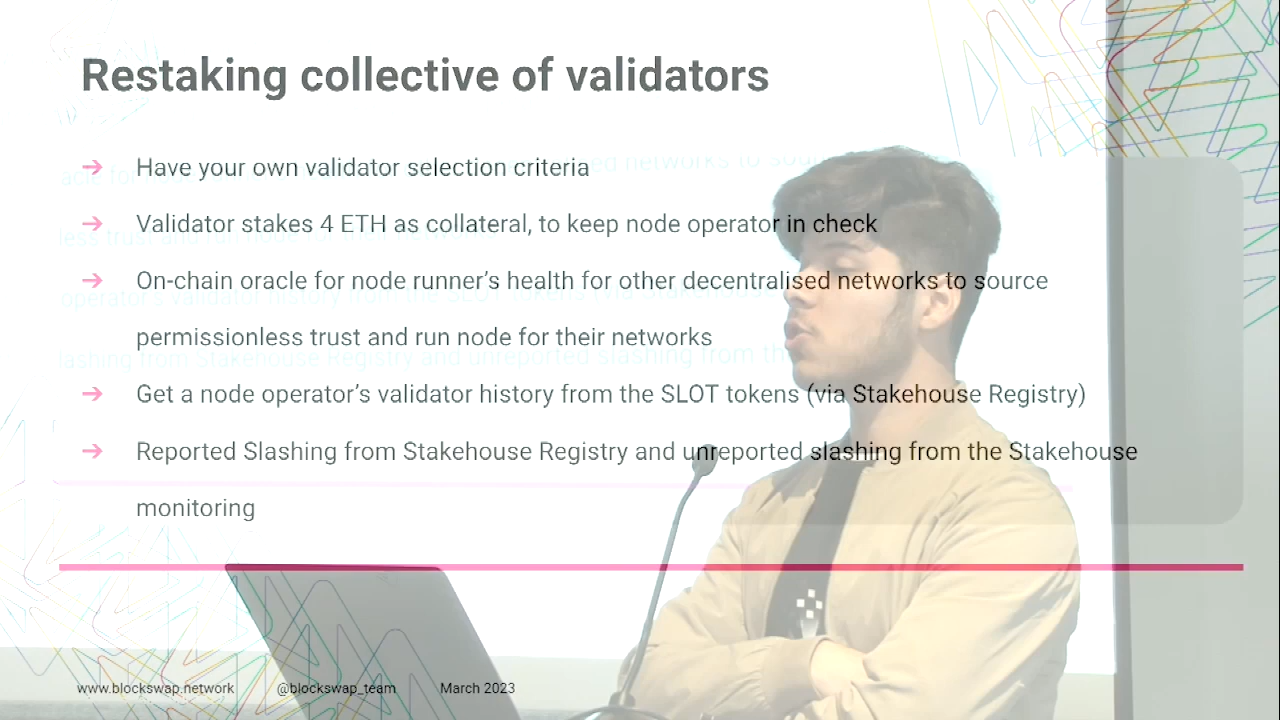 Restaking collective of validators
➔ Have your own validator selection criteria
➔ Validator stakes 4 ETH as collateral, to keep node operator in check
➔ On-chain oracle for node runner’s health for other decentralised networks to source
permissionless trust and run node for their networks
➔ Get a node operator’s validator history from the SLOT tokens (via Stakehouse Registry)
➔ Reported Slashing from Stakehouse Registry and unreported slashing from the Stakehouse
monitoring
www.blockswap.network @blockswap_team March 2023